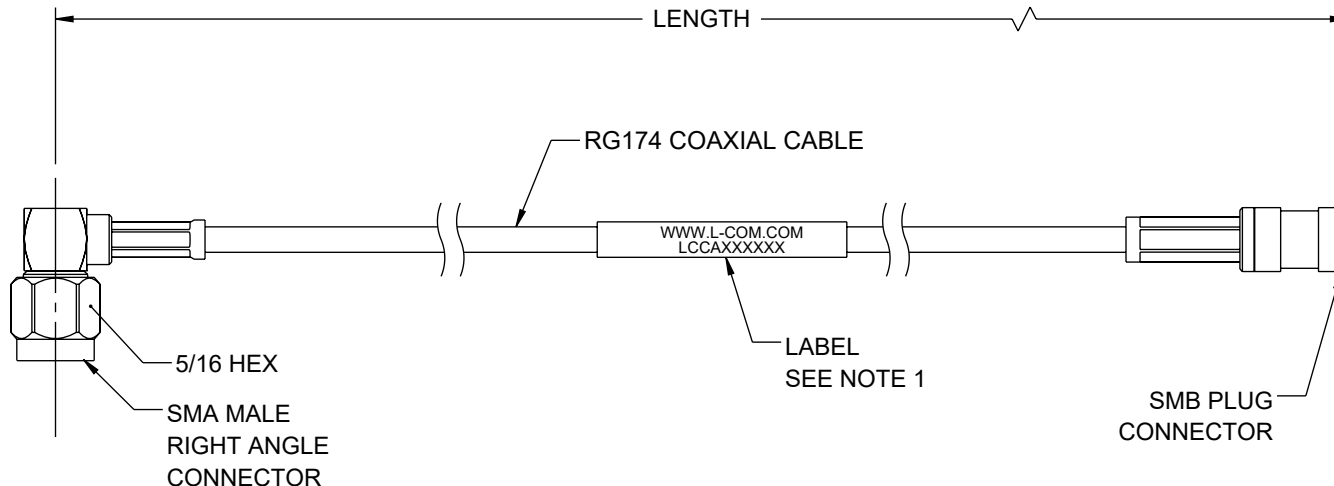 LENGTH
RG174 COAXIAL CABLE
WWW.L-COM.COM
LCCAXXXXXX
5/16 HEX
LABEL
SEE NOTE 1
SMA MALE
RIGHT ANGLE
CONNECTOR
SMB PLUG
CONNECTOR